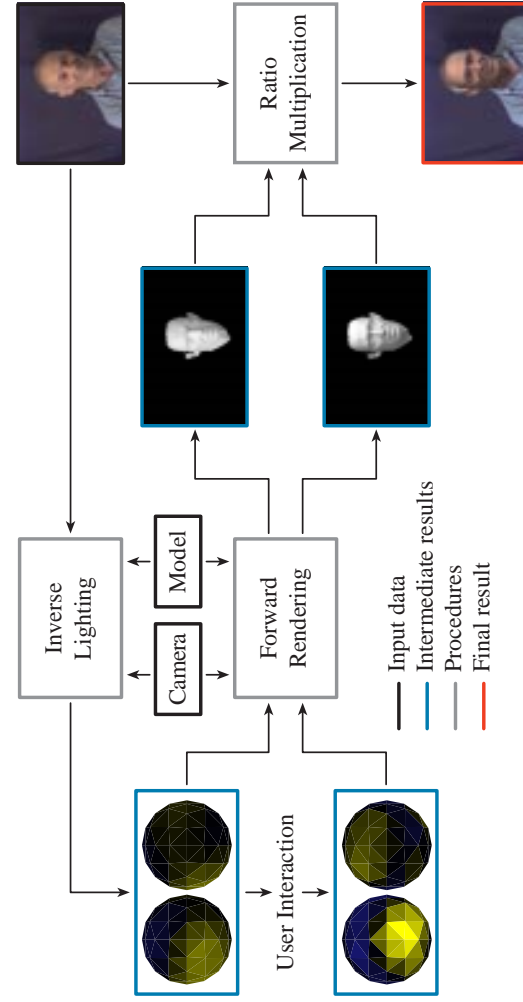 Inverse
Lighting
Ratio
Multiplication
Camera
Model
Forward
Rendering
User Interaction
Input data
Intermediate results
Procedures
Final result